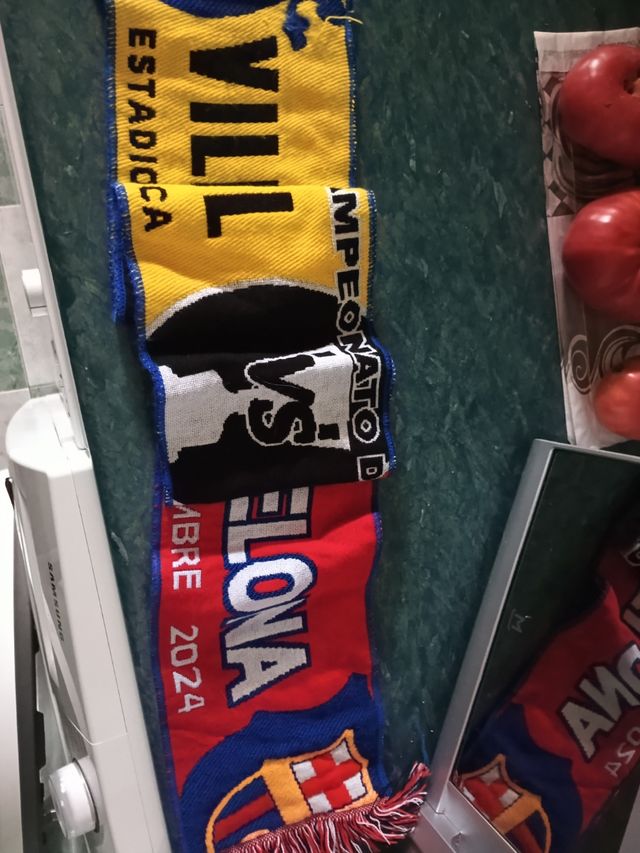 VILL
ESTADICCA
MPEONATO D
VS
ELONA
MBRE 2024
SAMSUNG